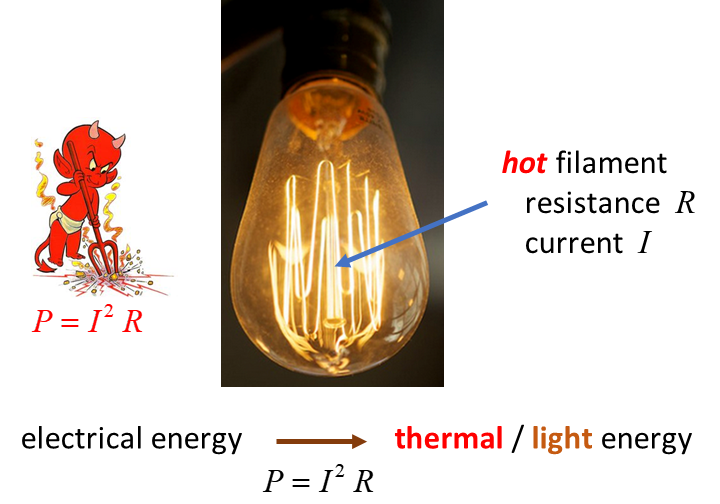 hot filament
resistance R
current I
P = I² R
electrical energy
thermal / light energy
P = I² R